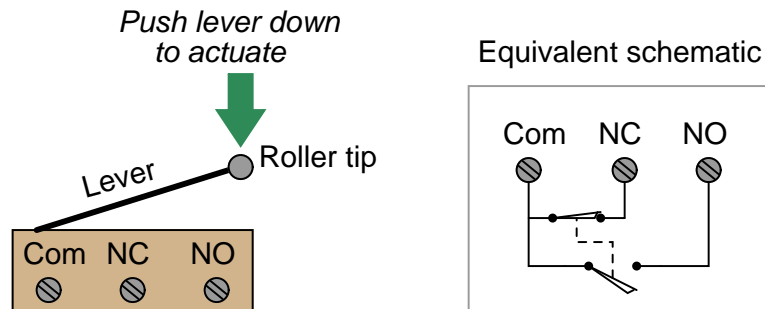 Push lever down
to actuate
Lever
Roller tip
Com NC NO
Equivalent schematic
Com NC NO